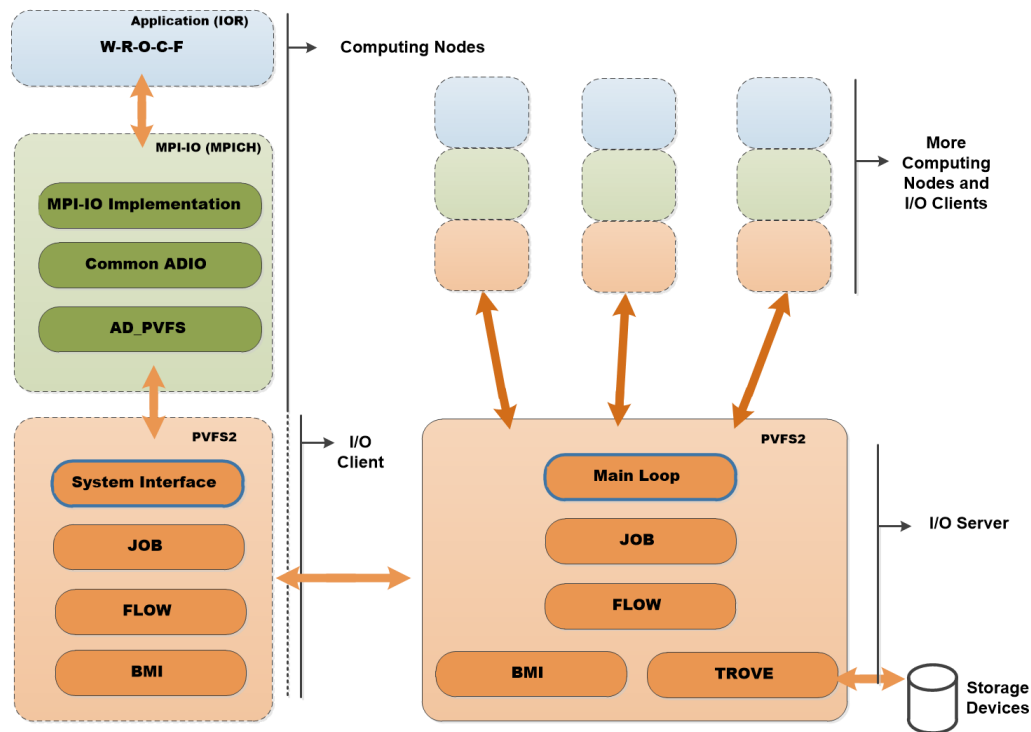 Application (IOR)
W-R-O-C-F
Computing Nodes
MPI-IO (MPICH)
MPI-IO Implementation
Common ADIO
AD_PVFS
More
Computing
Nodes and
I/O Clients
PVFS2
System Interface
JOB
FLOW
BMI
I/O
Client
PVFS2
Main Loop
JOB
FLOW
BMI
TROVE
I/O Server
Storage
Devices